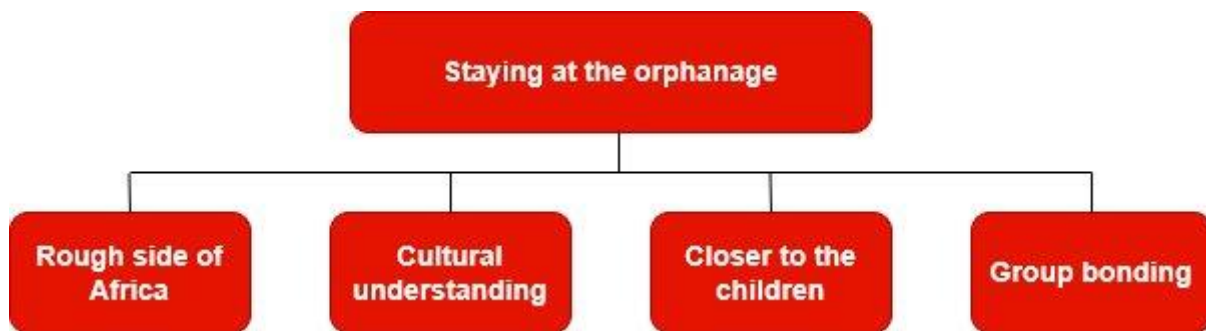 Staying at the orphanage
Rough side of
Africa
Cultural
understanding
Closer to the
children
Group bonding